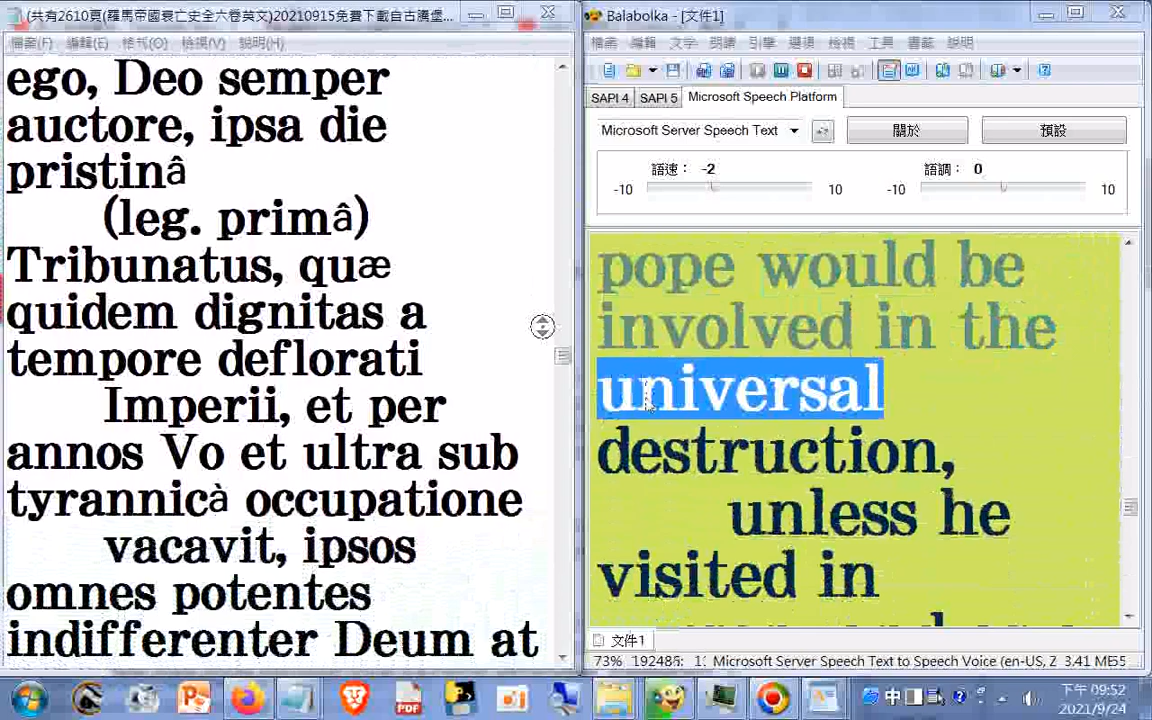 (共有2610頁(羅馬帝國衰亡史全六卷英文)20210915免費下載自古騰堡...
檔案(F) 編輯(E) 格式(O) 檢視(V) 說明(H)
ego, Deo semper
auctore, ipsa die
pristinâ
(leg. primâ)
Tribunatus, quæ
quidem dignitas a
tempore deflorati
Imperii, et per
annos Vo et ultra sub
tyrannicà occupatione
vacavit, ipsos
omnes potentes
indifferenter Deum at
Balabolka - [文件1]
檔案 編輯 文字 朗讀 引擎 選項 檢視 工具 書籤 說明
SAPI 4 SAPI 5 Microsoft Speech Platform
Microsoft Server Speech Text 關於 預設
語速： -2 語調： 0
-10 10 -10 10
pope would be
involved in the
universal
destruction,
unless he
visited in
文件1
73% 192485: Microsoft Server Speech Text to Speech Voice (en-US, Z 3.41 MB
中
下午 09:52
2021/9/24